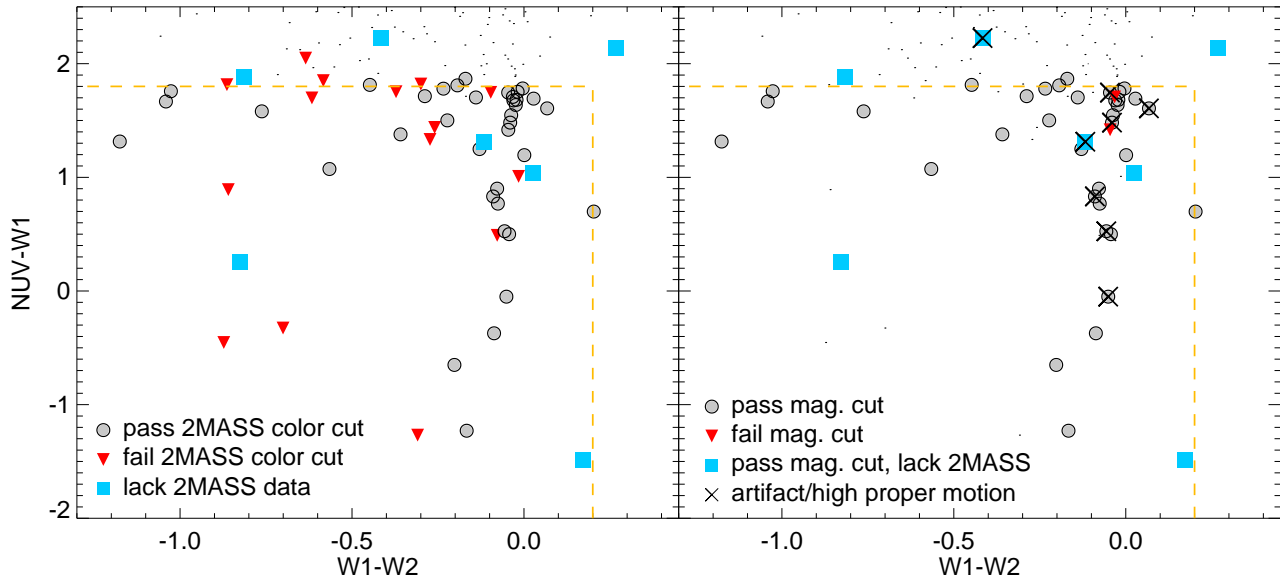 NUV-W1
2
1
0
-1
-2
pass 2MASS color cut
fail 2MASS color cut
lack 2MASS data
pass mag. cut
fail mag. cut
pass mag. cut, lack 2MASS
artifact/high proper motion
-1.0 -0.5 0.0
-1.0 -0.5 0.0
W1-W2
W1-W2